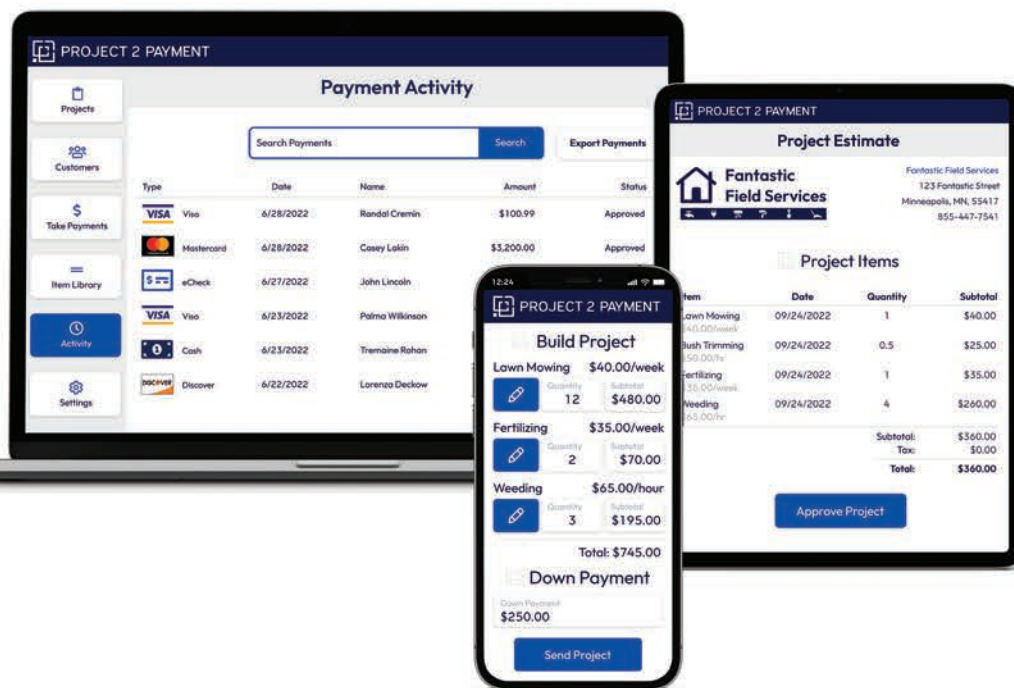 PROJECT 2 PAYMENT
Payment Activity
Projects
Customers
Take Payments
Item Library
Activity
Settings
Search Payments
Search
Export Payments
Type Date Name Amount Status
VISA Visa 6/28/2022 Randal Cremin $100.99 Approved
Mastercard 6/28/2022 Casey Lakin $3,200.00 Approved
eCheck 6/27/2022 John Lincoln
VISA Visa 6/23/2022 Palma Wilkinson
Cash 6/23/2022 Tremaine Rohan
DISCOVER Discover 6/22/2022 Lorenzo Deckow
12:24
PROJECT 2 PAYMENT
Build Project
Lawn Mowing $40.00/week
Quantity Subtotal
12 $480.00
Fertilizing $35.00/week
Quantity Subtotal
2 $70.00
Weeding $65.00/hour
Quantity Subtotal
3 $195.00
Total: $745.00
Down Payment
Down Payment
$250.00
Send Project
PROJECT 2 PAYMENT
Project Estimate
Fantastic
Field Services
Fantastic Field Services
123 Fantastic Street
Minneapolis, MN, 55417
855-447-7541
Project Items
Date Quantity Subtotal
Lawn Mowing 09/24/2022 1 $40.00
$40.00/week
Bush Trimming 09/24/2022 0.5 $25.00
$50.00/hr
Fertilizing 09/24/2022 1 $35.00
$35.00/week
Weeding 09/24/2022 4 $260.00
$65.00/hr
Subtotal: $360.00
Tax: $0.00
Total: $360.00
Approve Project